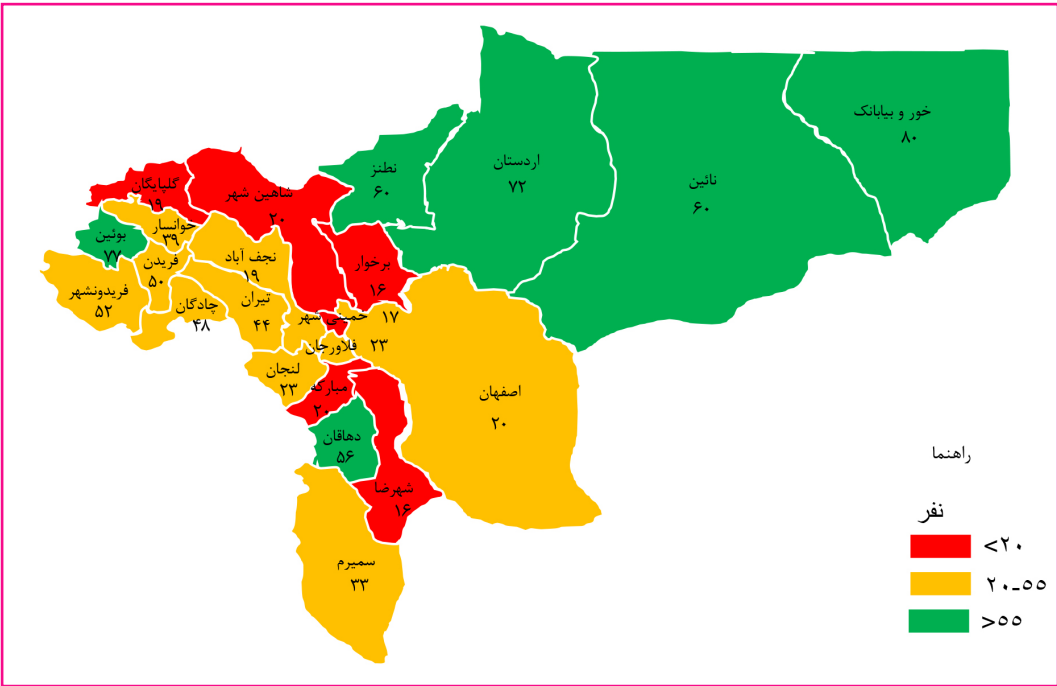 خور و بیابانک
۸۰
نائین
۶۰
اردستان
۷۲
نطنز
۶۰
گلپایگان
۱۹
شاهین شهر
۲۰
خوانسار
۳۹
بوئین
۷۷
نجف آباد
۱۹
برخوار
۱۶
فریدن
۵۰
فریدونشهر
۵۲
چادگان
۴۸
تیران
۴۴
خمینی شهر
۱۷
فلاورجان
۲۳
لنجان
۲۳
مبارکه
۲۰
اصفهان
۲۰
دهاقان
۵۶
شهرضا
۱۶
سمیرم
۳۳
راهنما
نفر
<۲۰
۲۰-۵۵
>۵۵